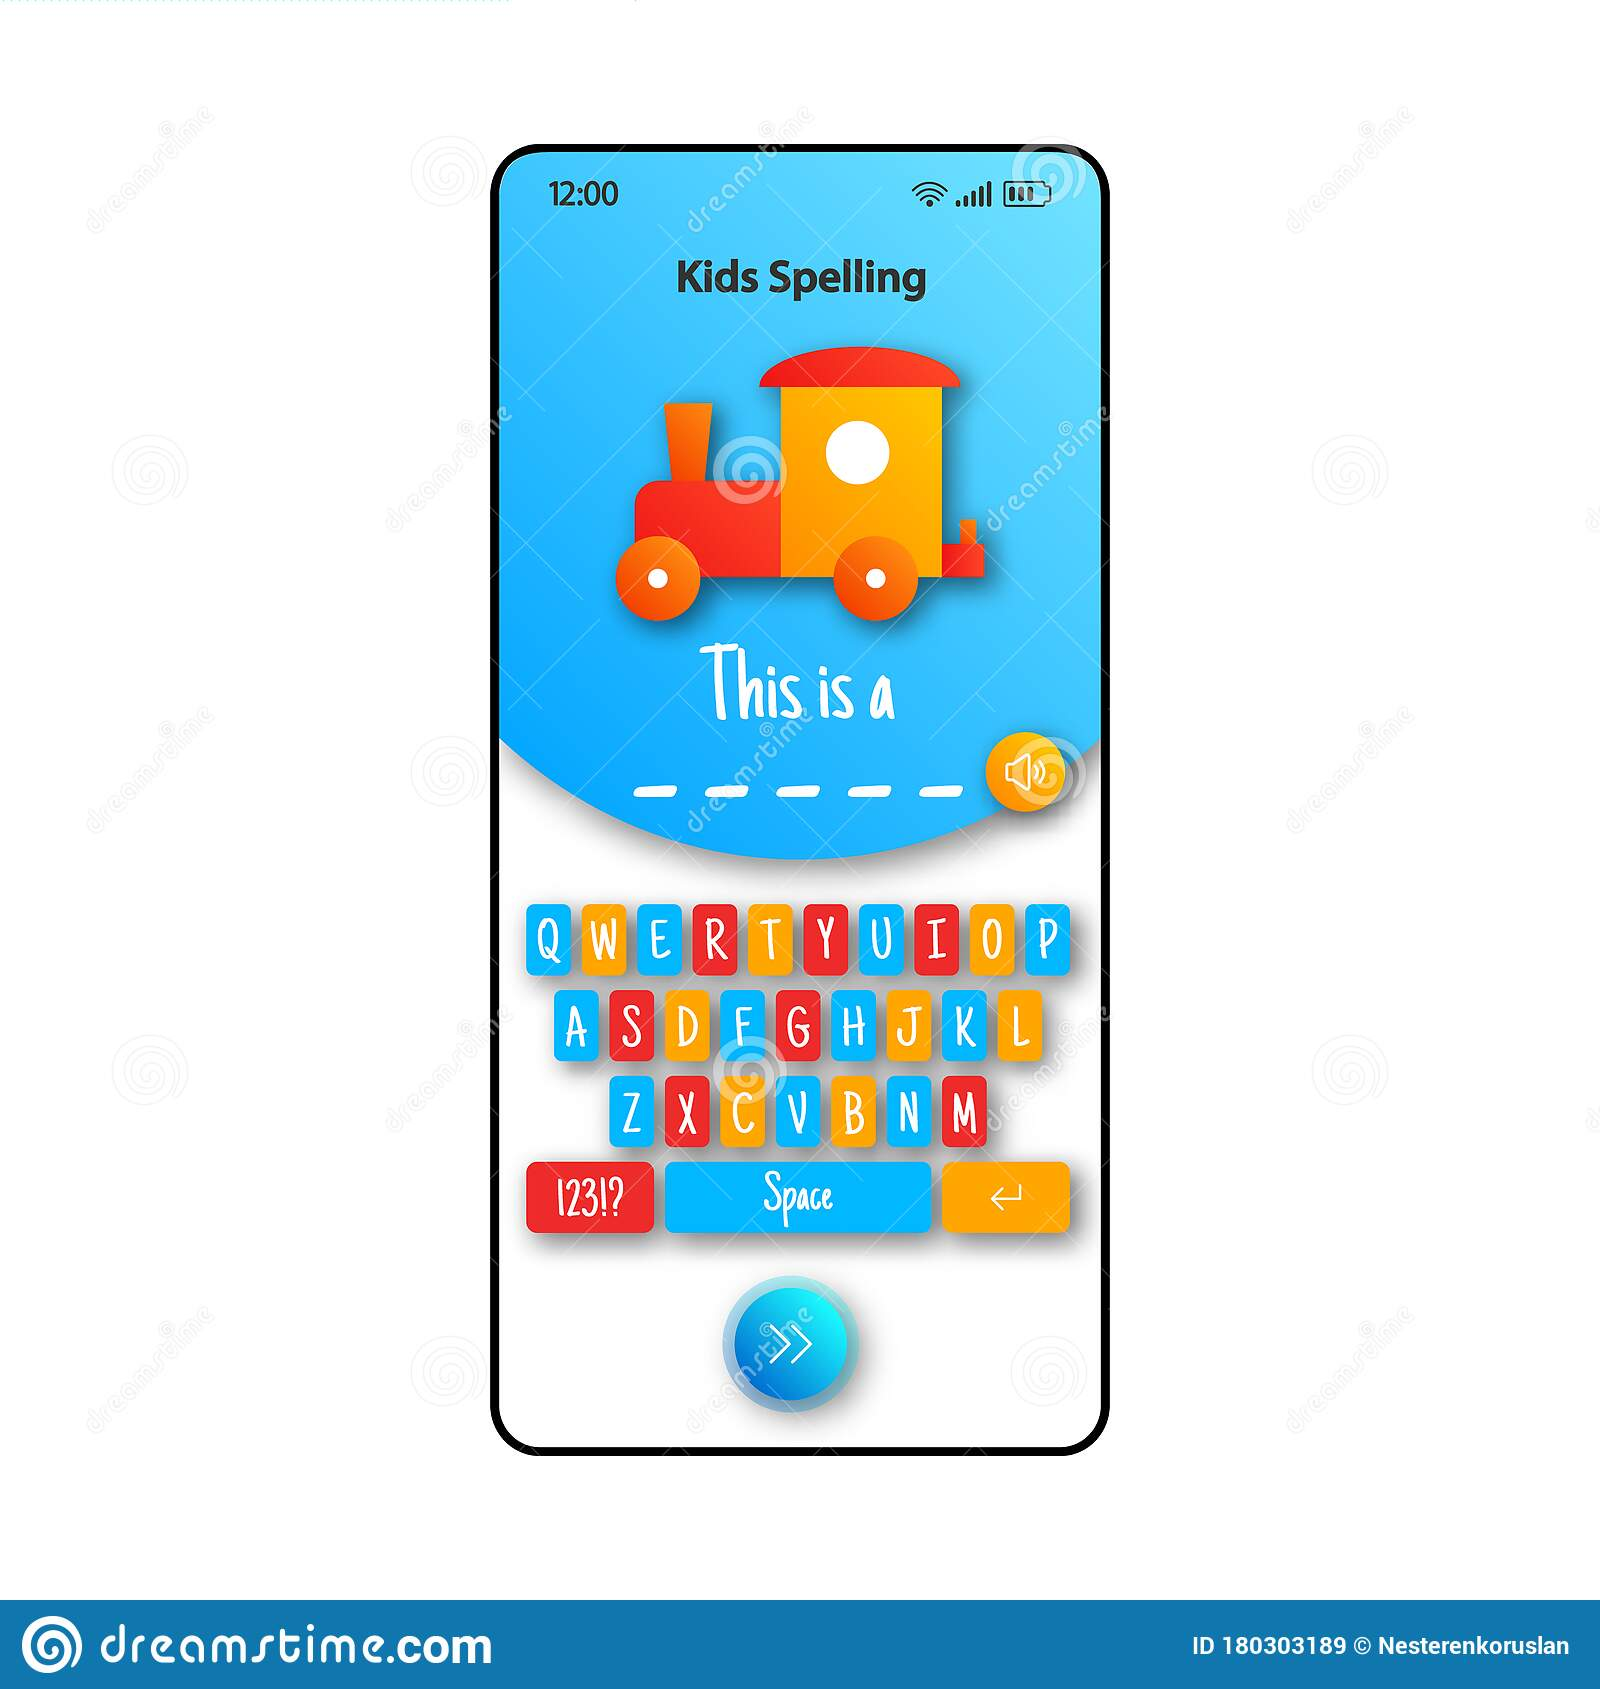 12:00
Kids Spelling
This is a
Q W E R T Y U I O P
A S D F G H J K L
Z X C V B N M
123!? Space
dreamstime.com
ID 180303189 © Nesterenkoruslan